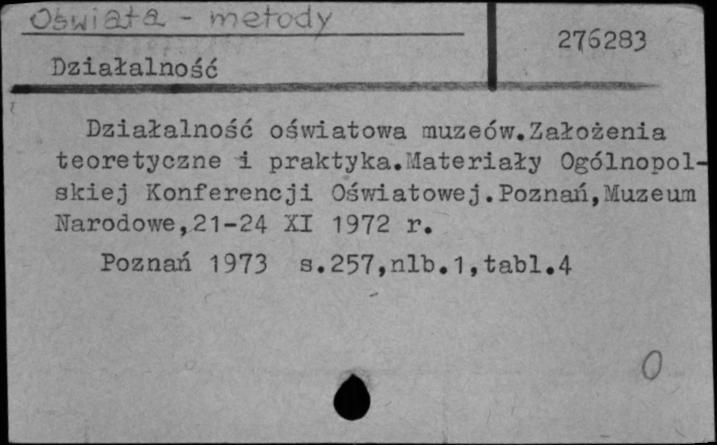 Oświata - metody
276283
Działalność
Działalność oświatowa muzeów.Założenia
teoretyczne i praktyka.Materiały Ogólnopol-
skiej Konferencji Oświatowej.Poznań,Muzeum
Narodowe,21-24 XI 1972 r.
Poznań 1973 s.257,nlb.1,tabl.4
0